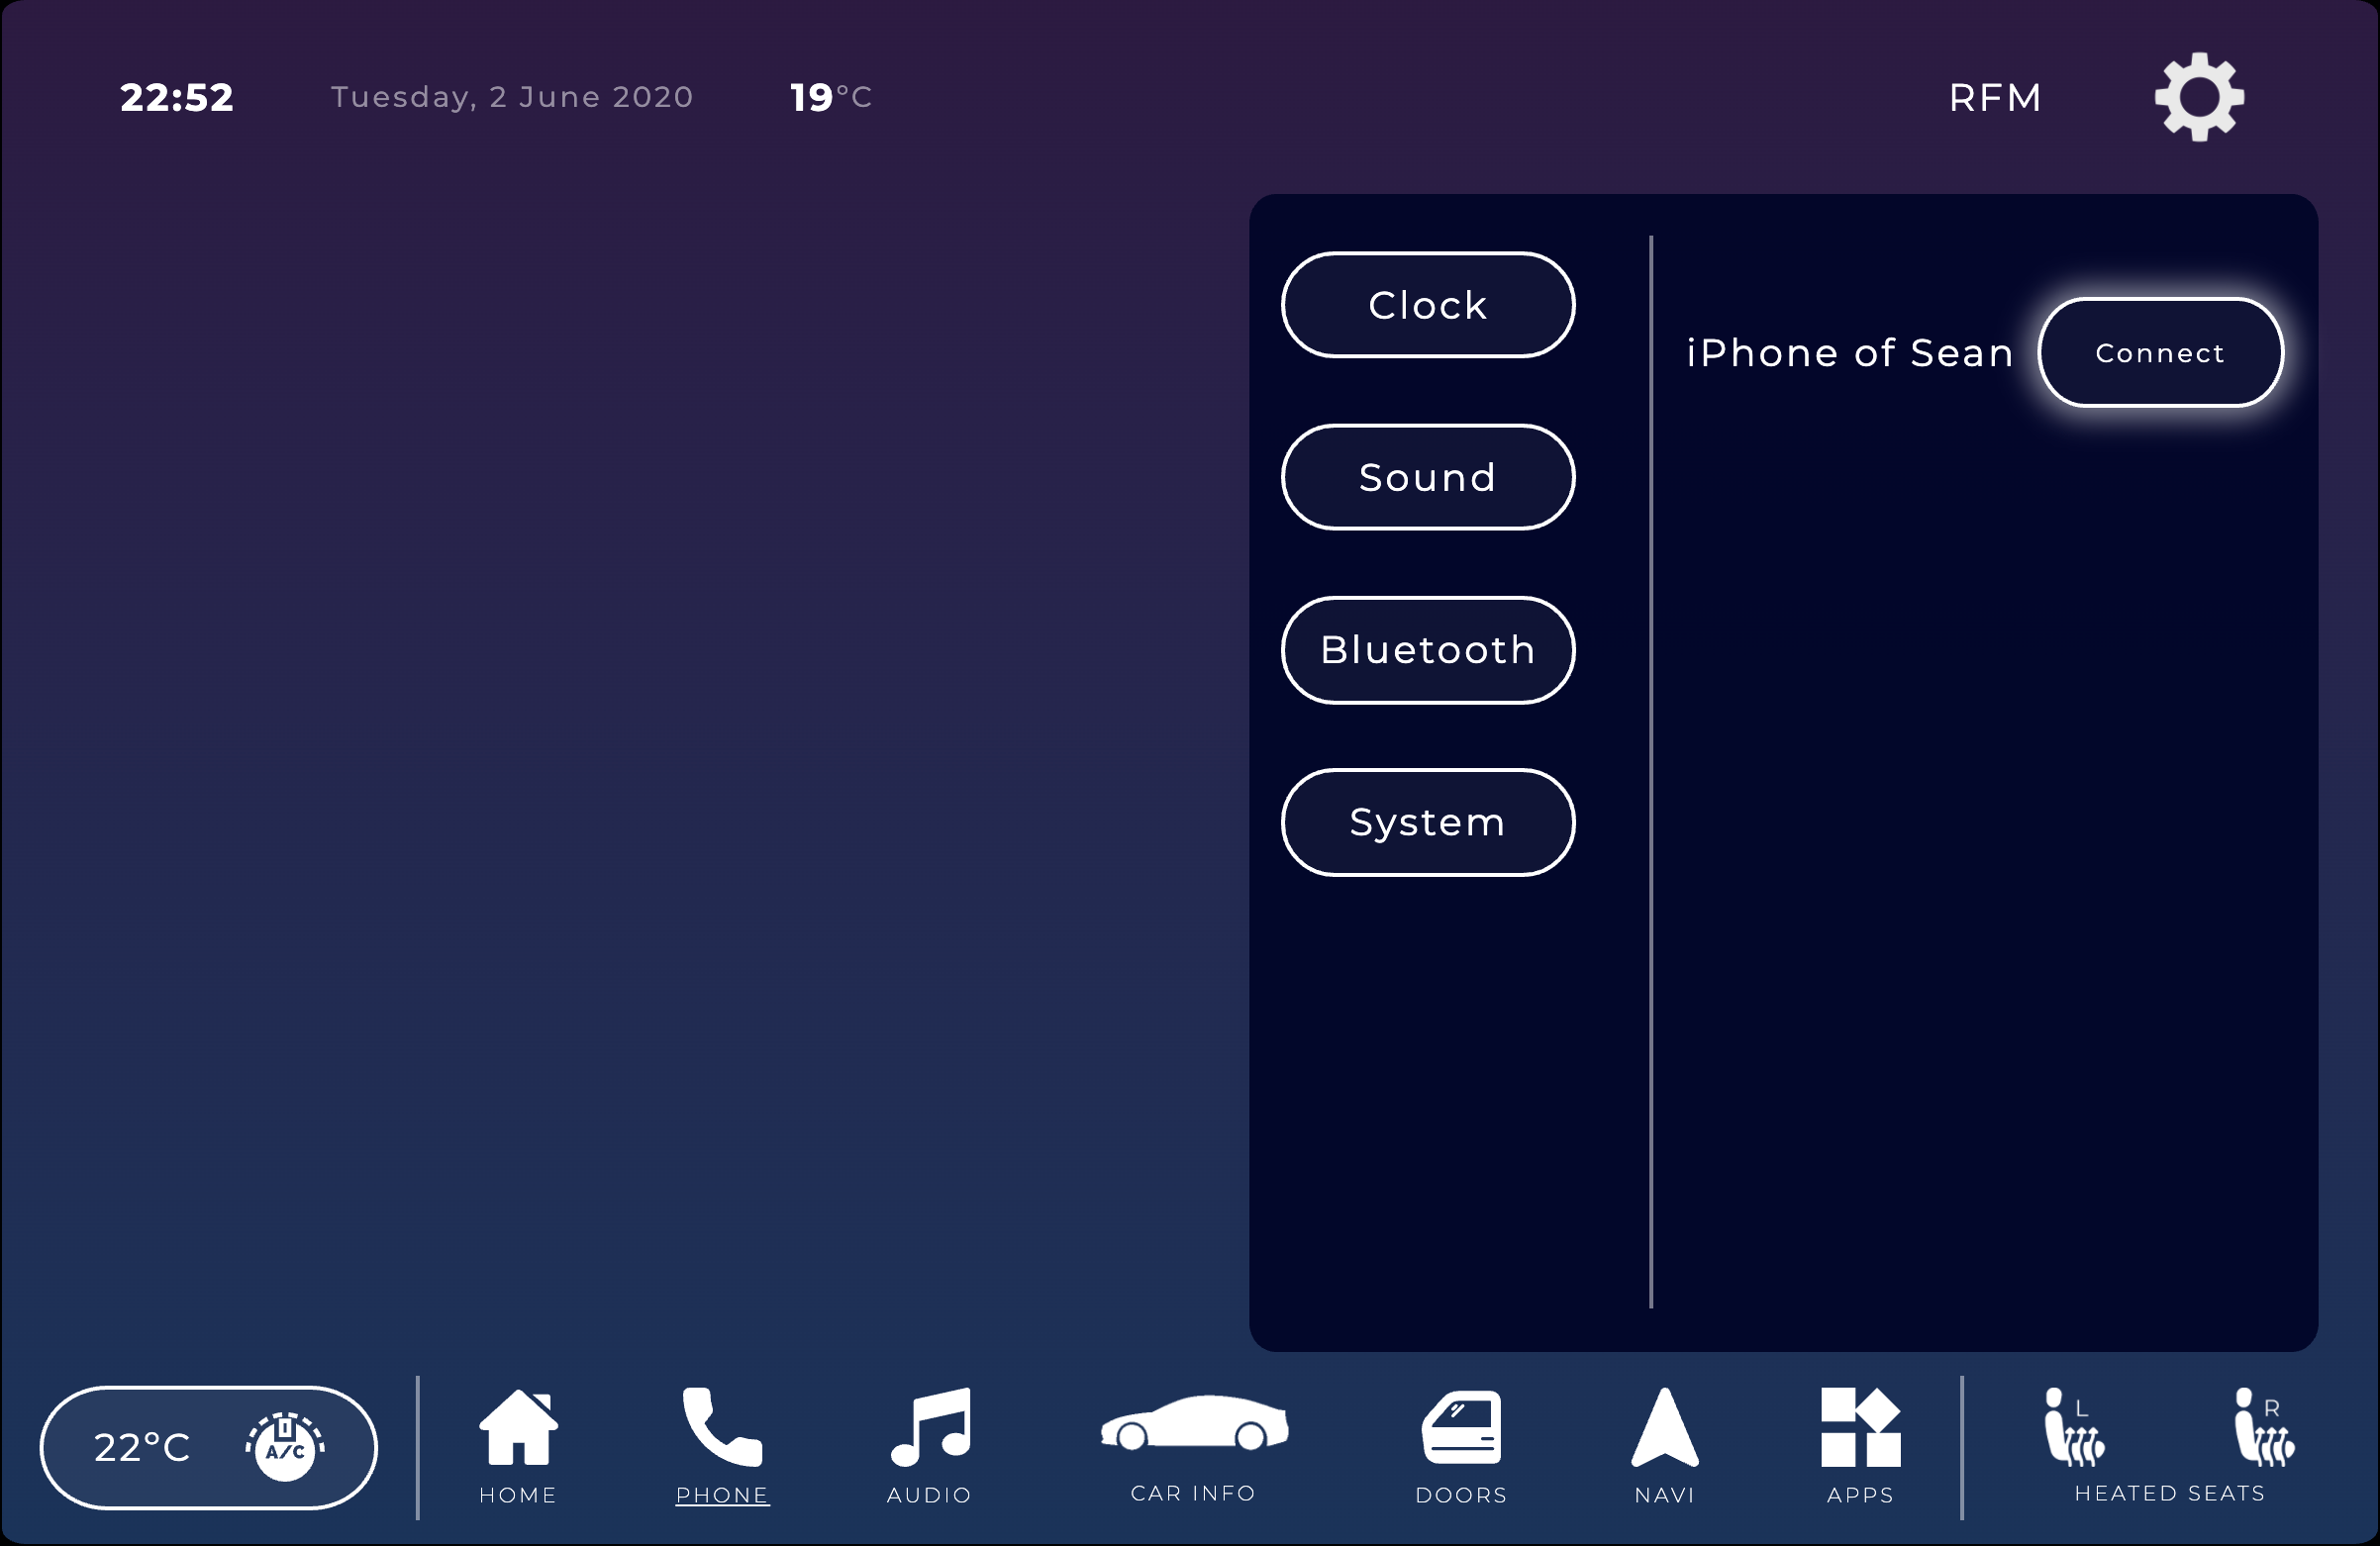 22:52 Tuesday, 2 June 2020 19°C RFM
Clock
iPhone of Sean Connect
Sound
Bluetooth
System
22°C A/C
HOME PHONE AUDIO CAR INFO DOORS NAVI APPS L R HEATED SEATS